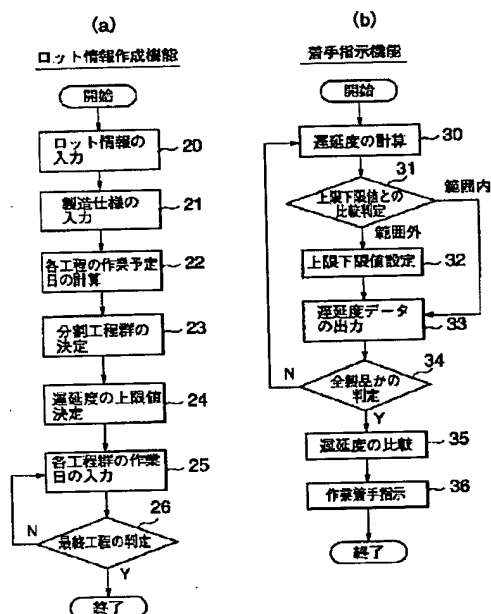 (a)
ロット情報作成機能
開始
ロット情報の
入力
20
製造仕様の
入力
21
各工程の作業予定
日の計算
22
分割工程群の
決定
23
遅延度の上限値
決定
24
各工程群の作業
日の入力
25
26
N
最終工程の判定
Y
終了
(b)
着手指示機能
開始
遅延度の計算
30
31
上限下限値との
比較判定
範囲内
範囲外
上限下限値設定
32
遅延度データ
の出力
33
34
N
全製品かの
判定
Y
遅延度の比較
35
作業着手指示
36
終了